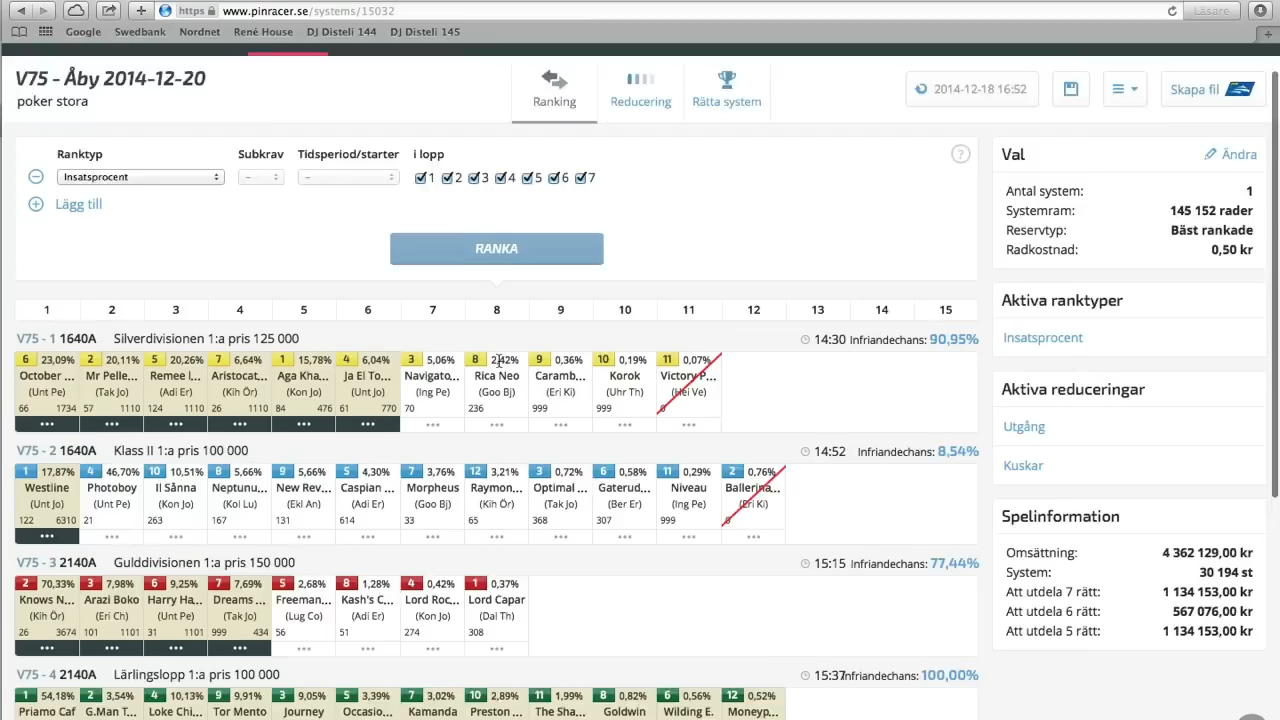 https www.pinracer.se/systems/15032
Läsare
Google Swedbank Nordnet René House DJ Disteli 144 DJ Disteli 145
V75 - Åby 2014-12-20
poker stora
Ranking Reducering Rätta system
2014-12-18 16:52
Skapa fil
Ranktyp Subkrav Tidsperiod/starter i lopp
Insatsprocent – – 1 2 3 4 5 6 7
Lägg till
?
RANKA
1 2 3 4 5 6 7 8 9 10 11 12 13 14 15
V75 - 1 1640A Silverdivisionen 1:a pris 125 000 14:30 Infriandechans: 90,95%
6 23,09% 2 20,11% 5 20,26% 7 6,64% 1 15,78% 4 6,04% 3 5,06% 8 9 0,36% 10 0,19% 11 0,07%
October ... Mr Pelle... Remee l... Aristocat... Aga Kha... Ja El To... Navigato... Rica Neo Caramb... Korok Victory P...
(Unt Pe) (Tak Jo) (Adi Er) (Kih Ör) (Kon Jo) (Unt Jo) (Ing Pe) (Goo Bj) (Eri Ki) (Uhr Th) (Hei Ve)
66 1734 57 1110 124 1110 26 1110 84 476 61 770 70 236 999 999 0
V75 - 2 1640A Klass II 1:a pris 100 000 14:52 Infriandechans: 8,54%
1 17,87% 4 46,70% 10 10,51% 8 5,66% 9 5,66% 5 4,30% 7 3,76% 12 3,21% 3 0,72% 6 0,58% 11 0,29% 2 0,76%
Westline Photoboy Il Sånna Neptunu... New Rev... Caspian ... Morpheus Raymon... Optimal ... Gaterud... Niveau Ballerina...
(Unt Jo) (Unt Pe) (Kon Jo) (Kol Lu) (Ekl An) (Adi Er) (Goo Bj) (Kih Ör) (Tak Jo) (Ber Er) (Ing Pe) (Eri Ki)
122 6310 21 263 167 131 614 33 65 368 307 999 0
V75 - 3 2140A Gulddivisionen 1:a pris 150 000 15:15 Infriandechans: 77,44%
2 70,33% 3 7,98% 6 9,25% 7 7,69% 5 2,68% 8 1,28% 4 0,42% 1 0,37%
Knows N... Arazi Boko Harry Ha... Dreams ... Freeman... Kash's C... Lord Roc... Lord Capar
(Kih Ör) (Eri Ch) (Unt Pe) (Tak Jo) (Lug Co) (Adi Er) (Kon Jo) (Dal Th)
26 3674 101 1101 31 1101 999 434 56 51 274 308
V75 - 4 2140A Lärlingslopp 1:a pris 100 000 15:37 Infriandechans: 100,00%
1 54,18% 2 3,54% 4 10,13% 9 9,91% 3 9,05% 5 3,39% 7 3,02% 10 2,89% 11 1,99% 8 0,82% 6 0,56% 12 0,52%
Priamo Caf G.Man T... Loke Chi... Tor Mento Journey Occasio... Kamanda Preston ... The Sha... Goldwin Wilding E. Moneyp...
Val Ändra
Antal system: 1
Systemram: 145 152 rader
Reservtyp: Bäst rankade
Radkostnad: 0,50 kr
Aktiva ranktyper
Insatsprocent
Aktiva reduceringar
Utgång
Kuskar
Spelinformation
Omsättning: 4 362 129,00 kr
System: 30 194 st
Att utdela 7 rätt: 1 134 153,00 kr
Att utdela 6 rätt: 567 076,00 kr
Att utdela 5 rätt: 1 134 153,00 kr